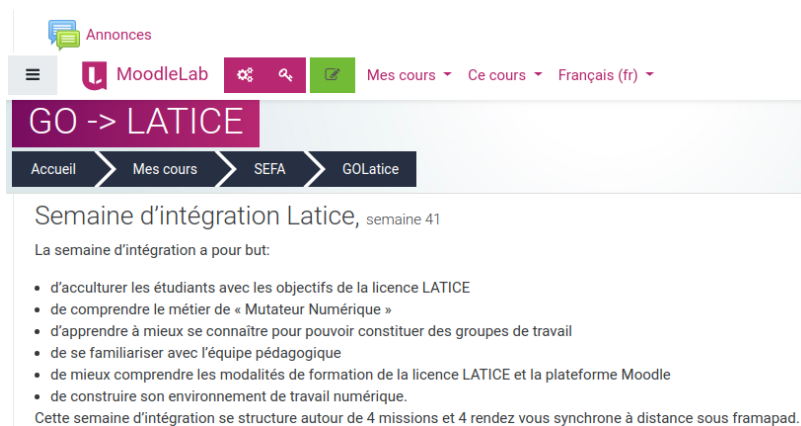 Annonces
MoodleLab Mes cours Ce cours Français (fr)
GO -> LATICE
Accueil Mes cours SEFA GOLatice
Semaine d’intégration Latice, semaine 41
La semaine d’intégration a pour but:
• d’acculturer les étudiants avec les objectifs de la licence LATICE
• de comprendre le métier de « Mutateur Numérique »
• d’apprendre à mieux se connaître pour pouvoir constituer des groupes de travail
• de se familiariser avec l’équipe pédagogique
• de mieux comprendre les modalités de formation de la licence LATICE et la plateforme Moodle
• de construire son environnement de travail numérique.
Cette semaine d’intégration se structure autour de 4 missions et 4 rendez vous synchrone à distance sous framapad.